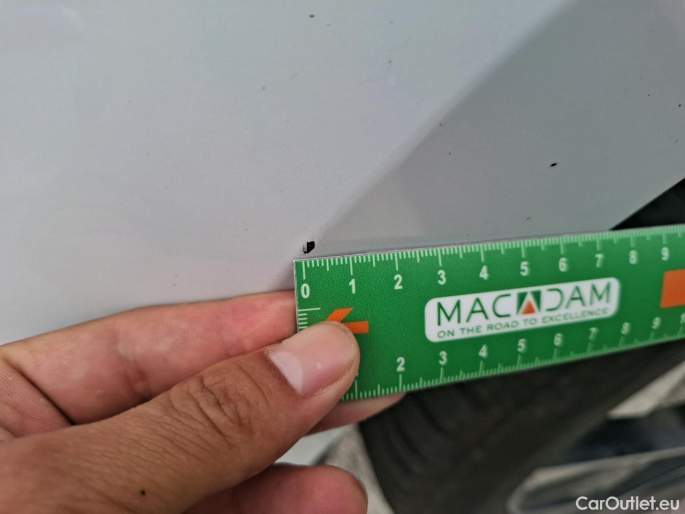 0 1 2 3 4 5 6 7 8 9
MACADAM
ON THE ROAD TO EXCELLENCE
2 3 4 5 6 7 8 9
CarOutlet.eu